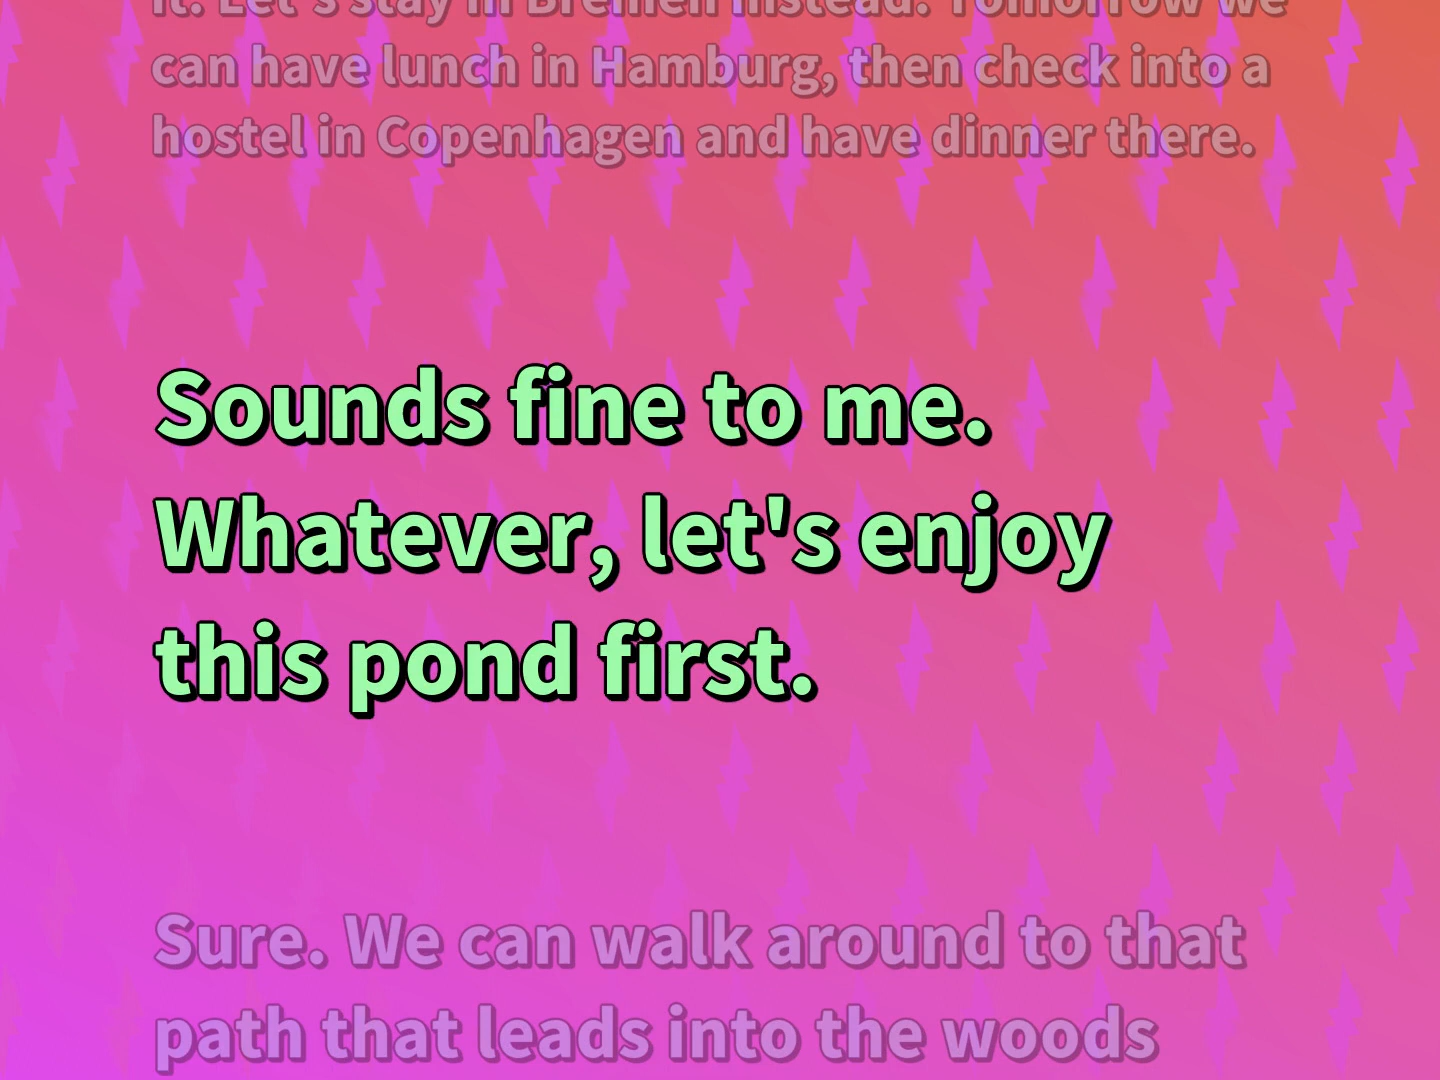 it. Let's stay in Bremen instead. Tomorrow we
can have lunch in Hamburg, then check into a
hostel in Copenhagen and have dinner there.
Sounds fine to me.
Whatever, let's enjoy
this pond first.
Sure. We can walk around to that
path that leads into the woods